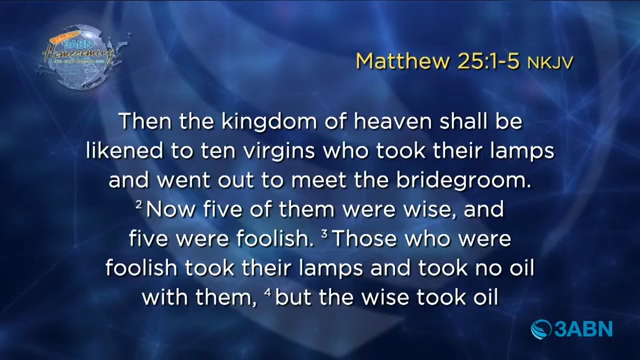 3ABN
Homecoming
Matthew 25:1-5 NKJV
Then the kingdom of heaven shall be
likened to ten virgins who took their lamps
and went out to meet the bridegroom.
² Now five of them were wise, and
five were foolish. ³ Those who were
foolish took their lamps and took no oil
with them, ⁴ but the wise took oil
3ABN